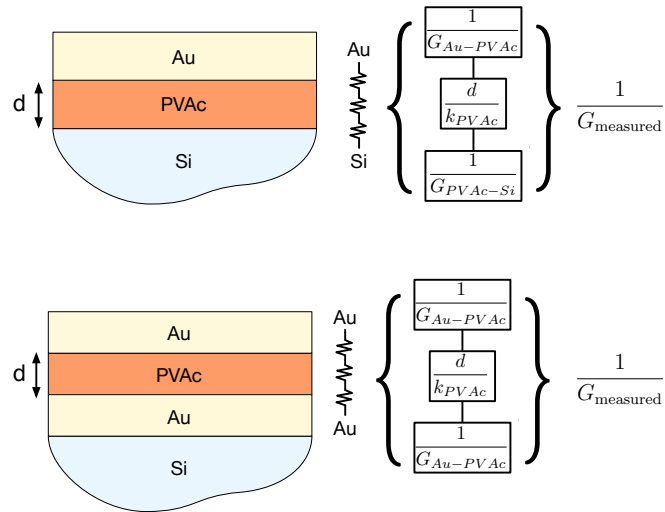 Au
d
PVAc
Si
Au
Si
1
G_{Au-PVAc}
d
k_{PVAc}
1
G_{PVAc-Si}
1
G_{measured}
Au
d
PVAc
Au
Si
Au
Au
1
G_{Au-PVAc}
d
k_{PVAc}
1
G_{Au-PVAc}
1
G_{measured}